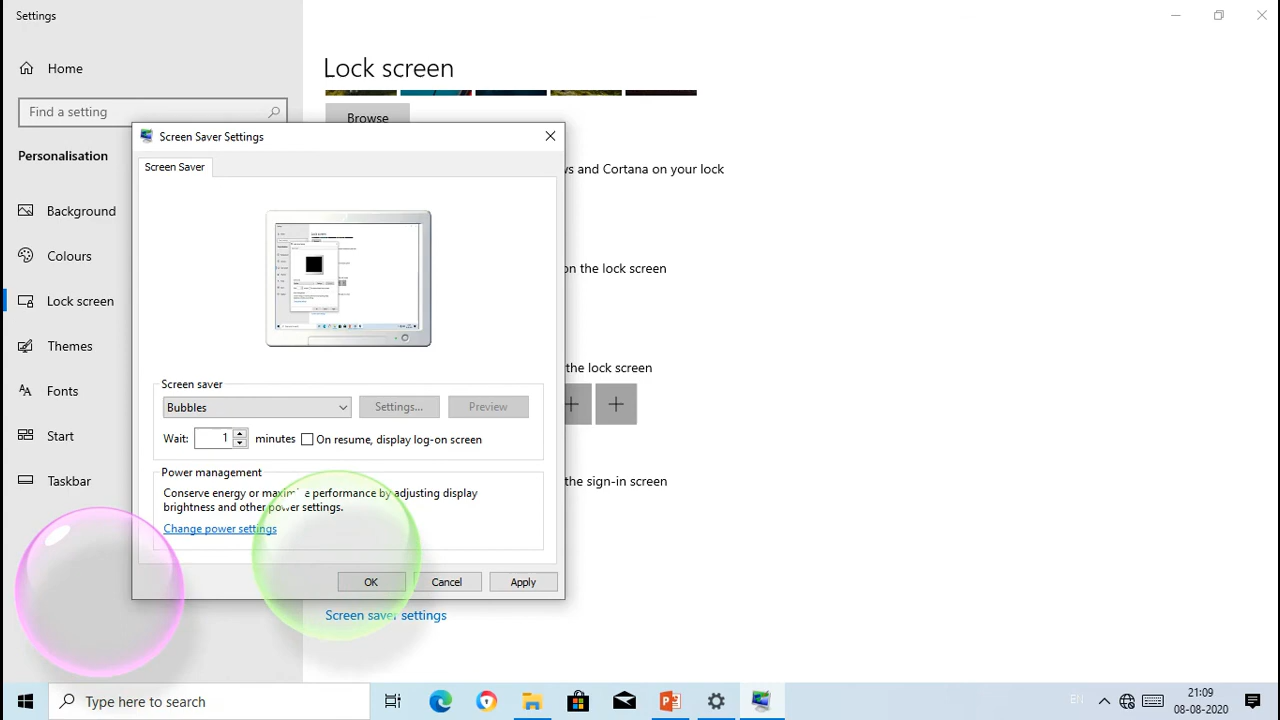 Settings
Home
Find a setting
Personalisation
Background
Colours
Lock screen
Themes
Fonts
Start
Taskbar
Lock screen
Browse
ws and Cortana on your lock
on the lock screen
the lock screen
the sign-in screen
Screen saver settings
Screen Saver Settings
Screen Saver
Screen saver
Bubbles
Settings...
Preview
Wait: 1 minutes On resume, display log-on screen
Power management
Conserve energy or maximize performance by adjusting display
brightness and other power settings.
Change power settings
OK Cancel Apply
Type here to search
EN
21:09
08-08-2020